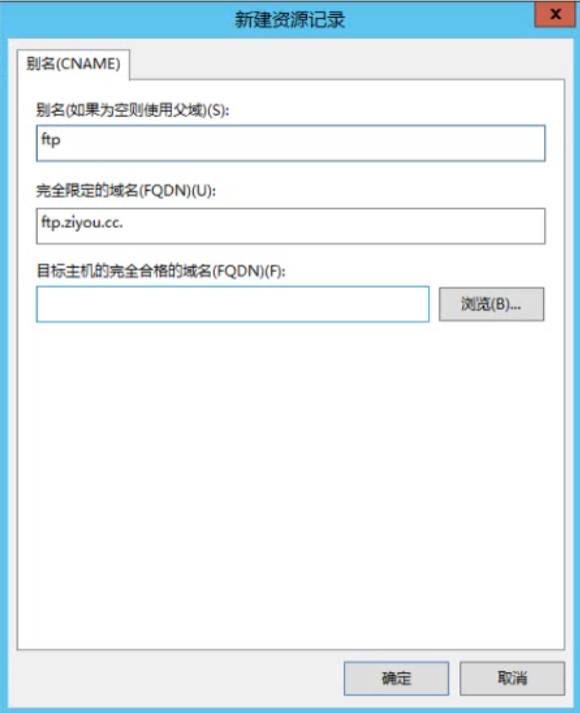 新建资源记录
x
别名(CNAME)
别名(如果为空则使用父域)(S):
ftp
完全限定的域名(FQDN)(U):
ftp.ziyou.cc.
目标主机的完全合格的域名(FQDN)(F):
浏览(B)...
确定
取消